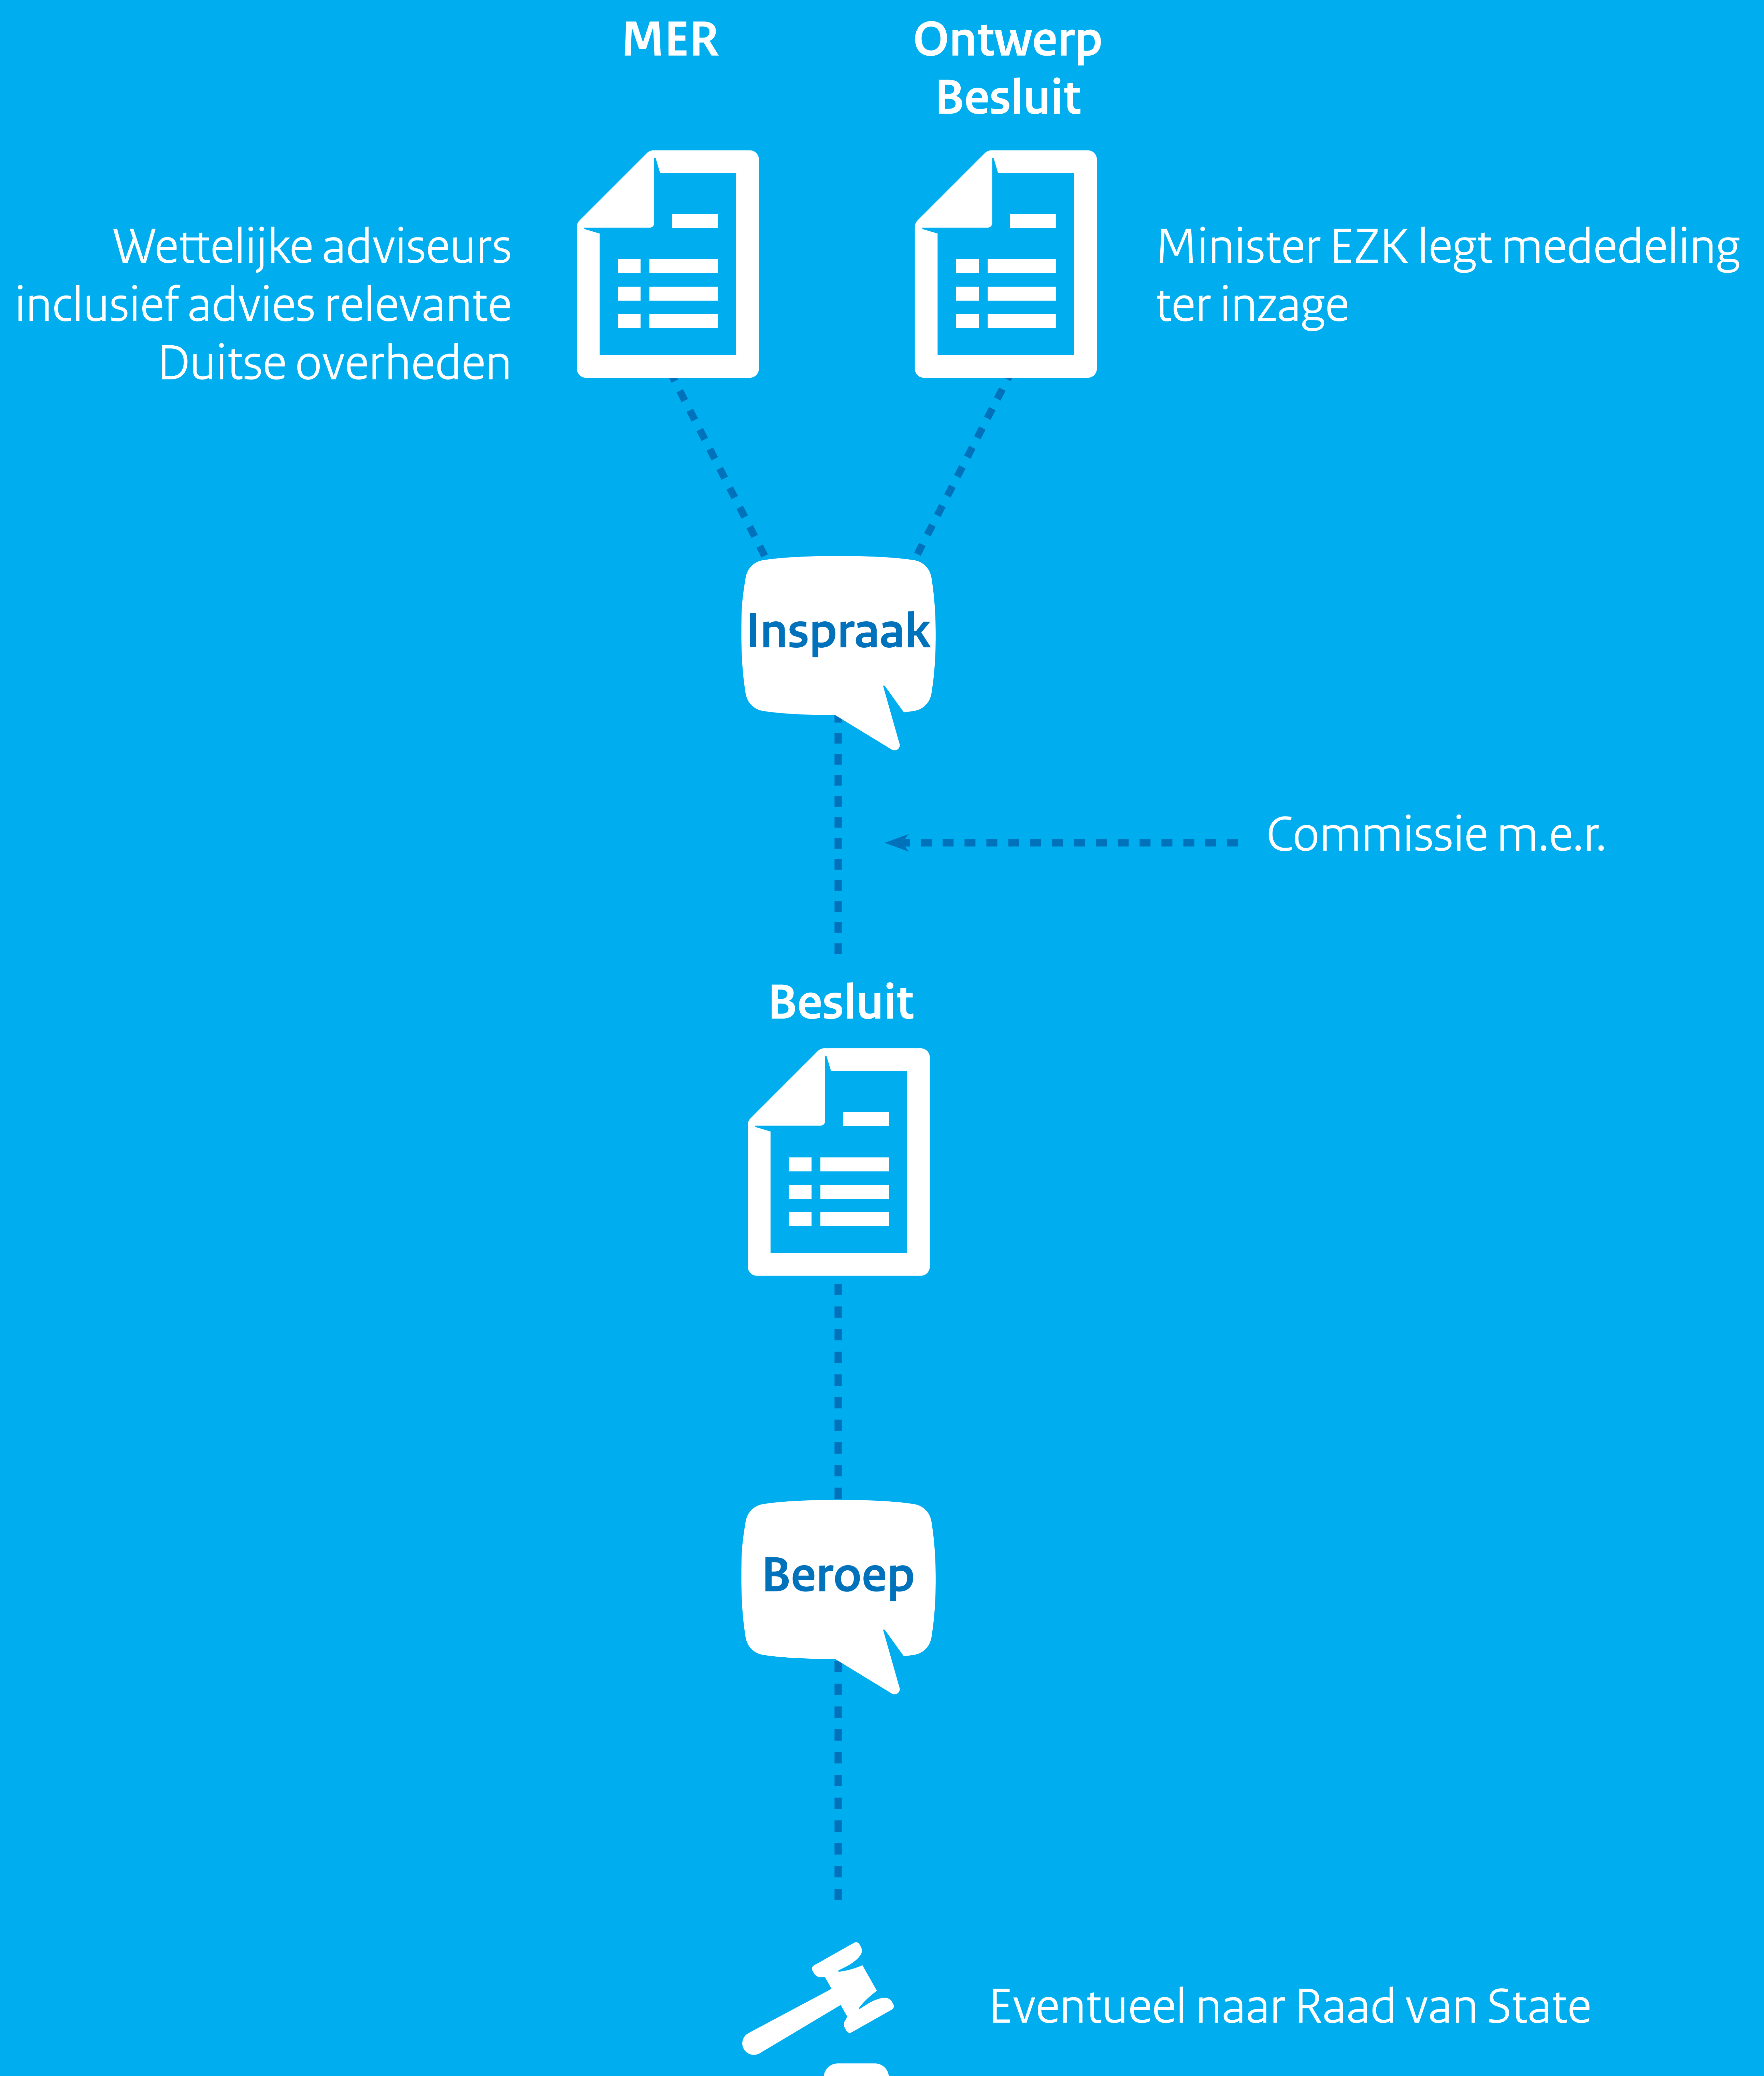 MER
Ontwerp
Besluit
Wettelijke adviseurs
inclusief advies relevante
Duitse overheden
Minister EZK legt mededeling
ter inzage
Inspraak
Commissie m.e.r.
Besluit
Beroep
Eventueel naar Raad van State